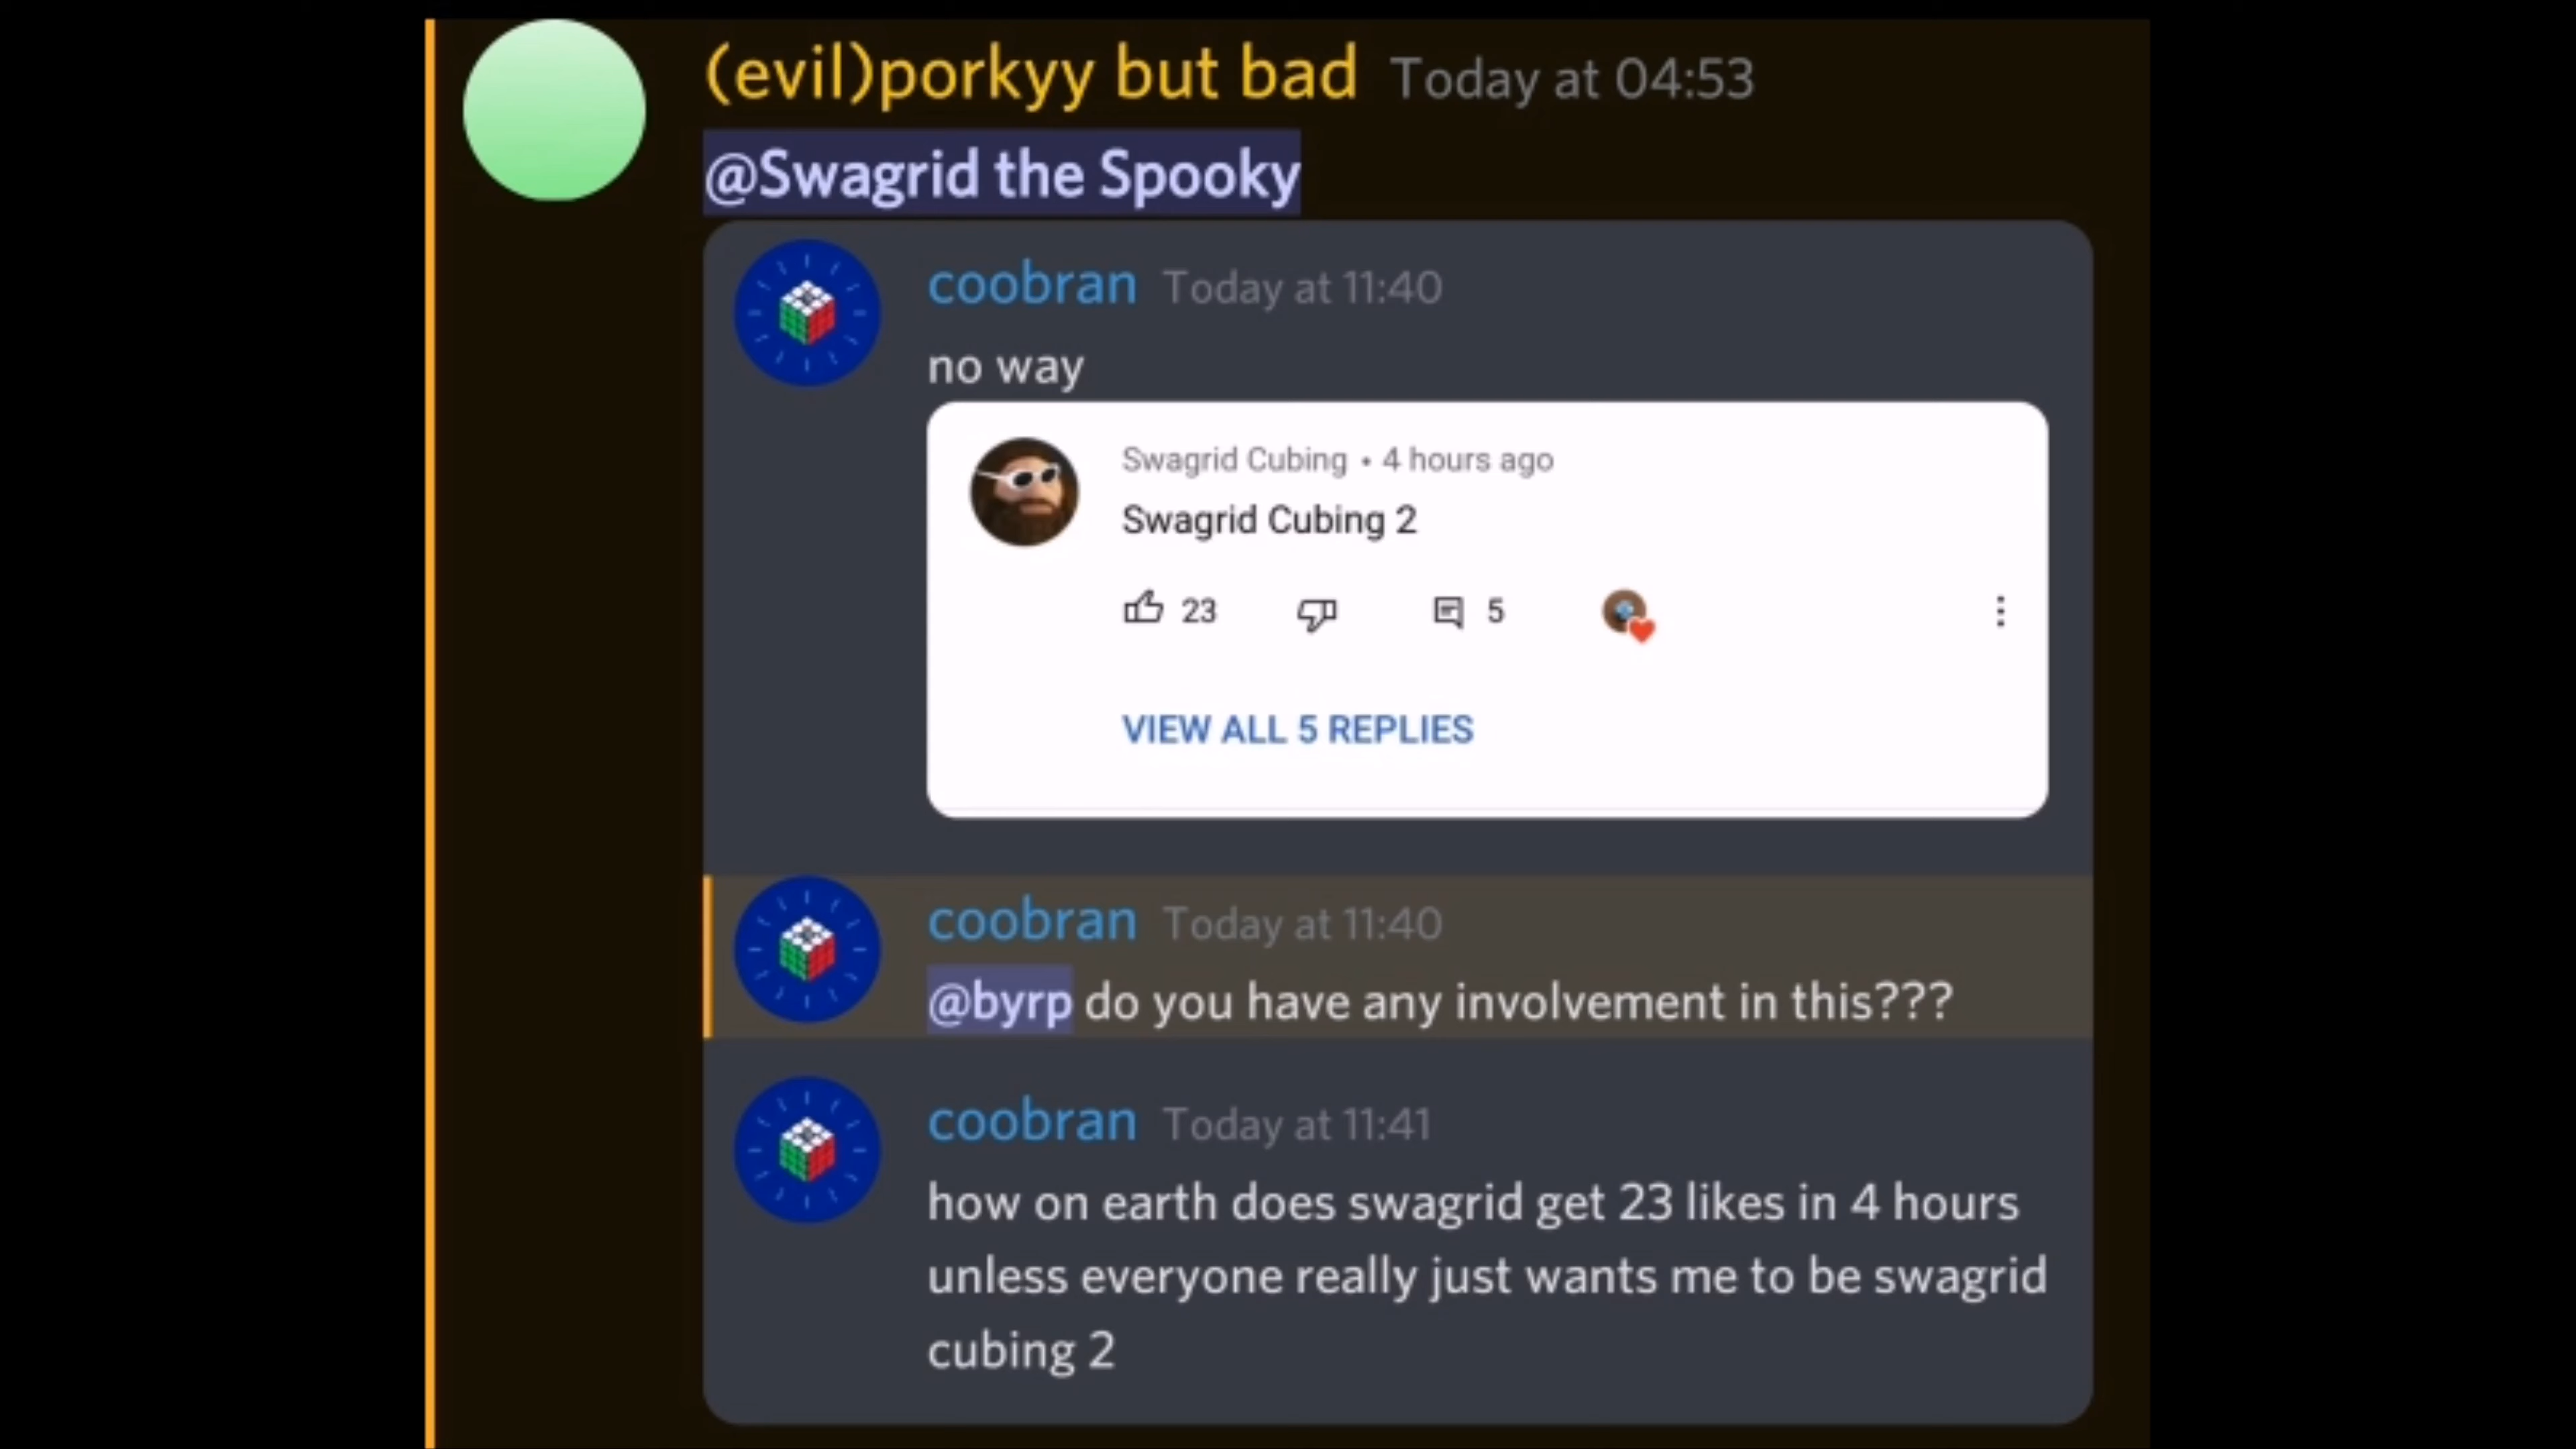 (evil)porkyy but bad Today at 04:53
@Swagrid the Spooky
coobran Today at 11:40
no way
Swagrid Cubing • 4 hours ago
Swagrid Cubing 2
23 5
VIEW ALL 5 REPLIES
coobran Today at 11:40
@byrp do you have any involvement in this???
coobran Today at 11:41
how on earth does swagrid get 23 likes in 4 hours
unless everyone really just wants me to be swagrid
cubing 2